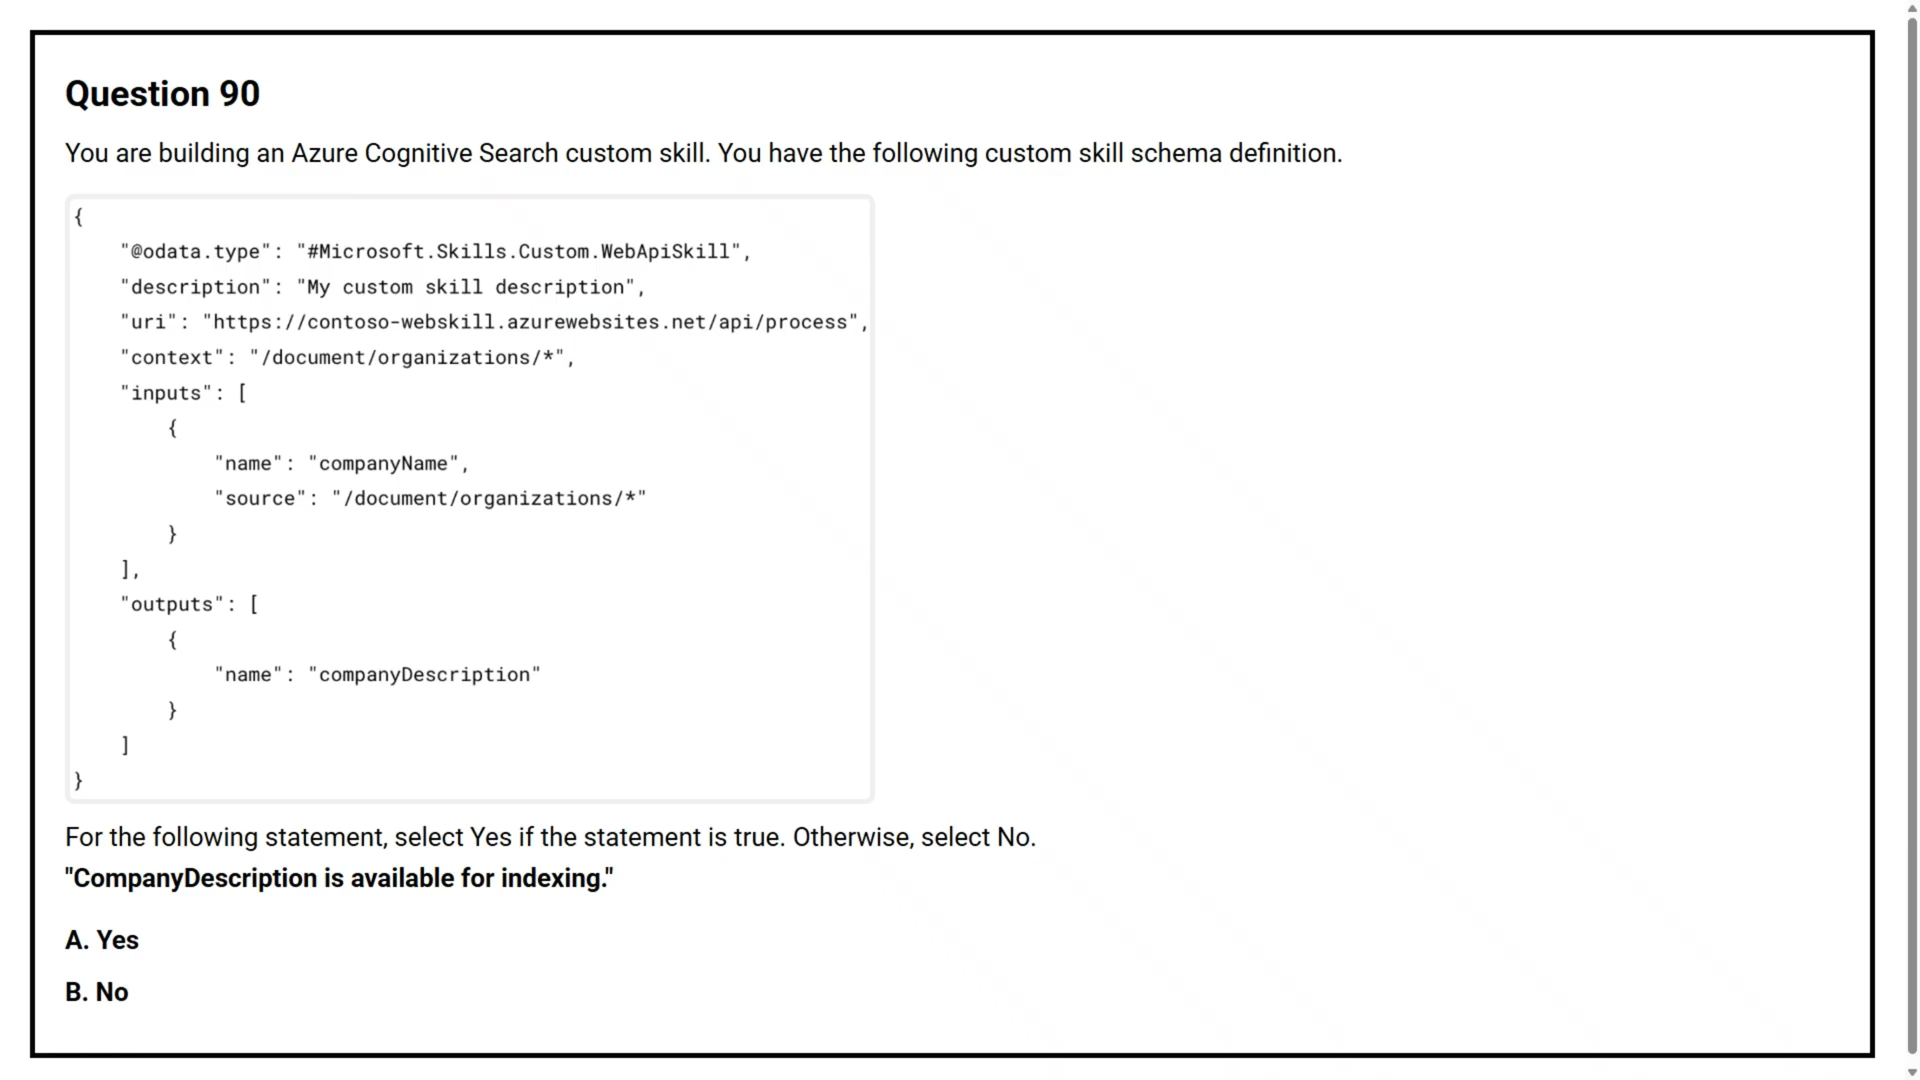 Question 90
You are building an Azure Cognitive Search custom skill. You have the following custom skill schema definition.
{
    "@odata.type": "#Microsoft.Skills.Custom.WebApiSkill",
    "description": "My custom skill description",
    "uri": "https://contoso-webskill.azurewebsites.net/api/process",
    "context": "/document/organizations/*",
    "inputs": [
        {
            "name": "companyName",
            "source": "/document/organizations/*"
        }
    ],
    "outputs": [
        {
            "name": "companyDescription"
        }
    ]
}
For the following statement, select Yes if the statement is true. Otherwise, select No.
"CompanyDescription is available for indexing."
A. Yes
B. No